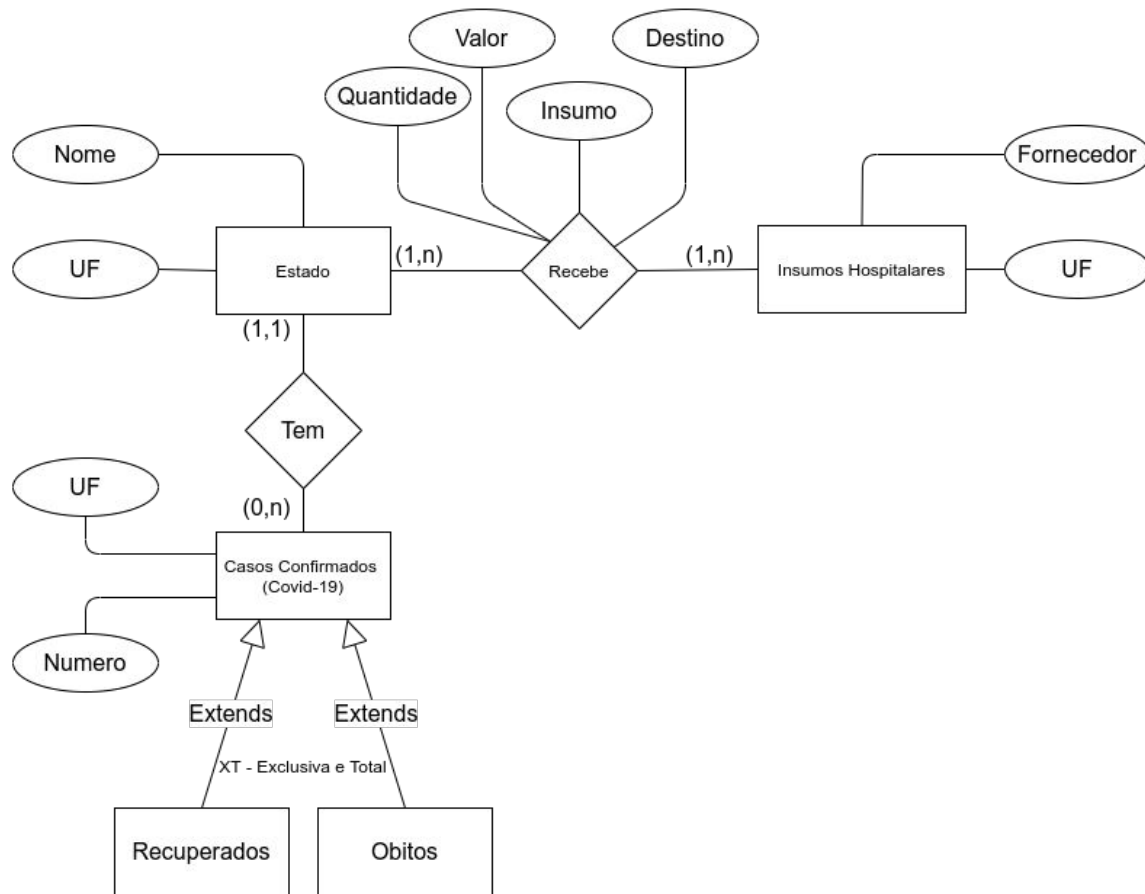 Valor
Destino
Quantidade
Insumo
Nome
Fornecedor
UF
Estado
(1,n)
Recebe
(1,n)
Insumos Hospitalares
UF
(1,1)
Tem
UF
(0,n)
Casos Confirmados
(Covid-19)
Numero
Extends
Extends
XT - Exclusiva e Total
Recuperados
Obitos